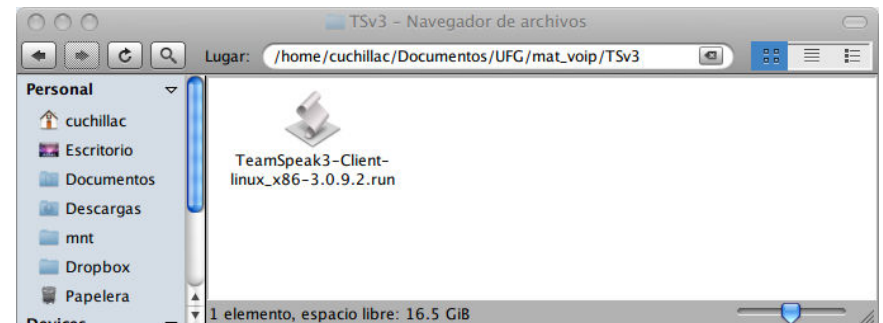 TSv3 – Navegador de archivos
Lugar: /home/cuchillac/Documentos/UFG/mat_voip/TSv3
Personal
cuchillac
Escritorio
Documentos
Descargas
mnt
Dropbox
Papelera
Devices
TeamSpeak3-Client-
linux_x86-3.0.9.2.run
1 elemento, espacio libre: 16.5 GiB